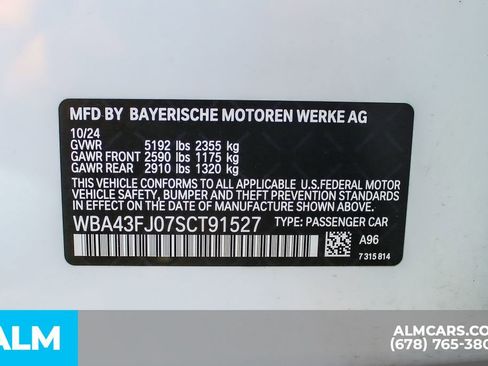 MFD BY BAYERISCHE MOTOREN WERKE AG
10/24
GVWR 5192 lbs 2355 kg
GAWR FRONT 2590 lbs 1175 kg
GAWR REAR 2910 lbs 1320 kg
THIS VEHICLE CONFORMS TO ALL APPLICABLE U.S.FEDERAL MOTOR
VEHICLE SAFETY, BUMPER AND THEFT PREVENTION STANDARDS
IN EFFECT ON THE DATE OF MANUFACTURE SHOWN ABOVE.
WBA43FJ07SCT91527 TYPE: PASSENGER CAR
A96
7 315 814
ALM
ALMCARS.COM
(678) 765-380